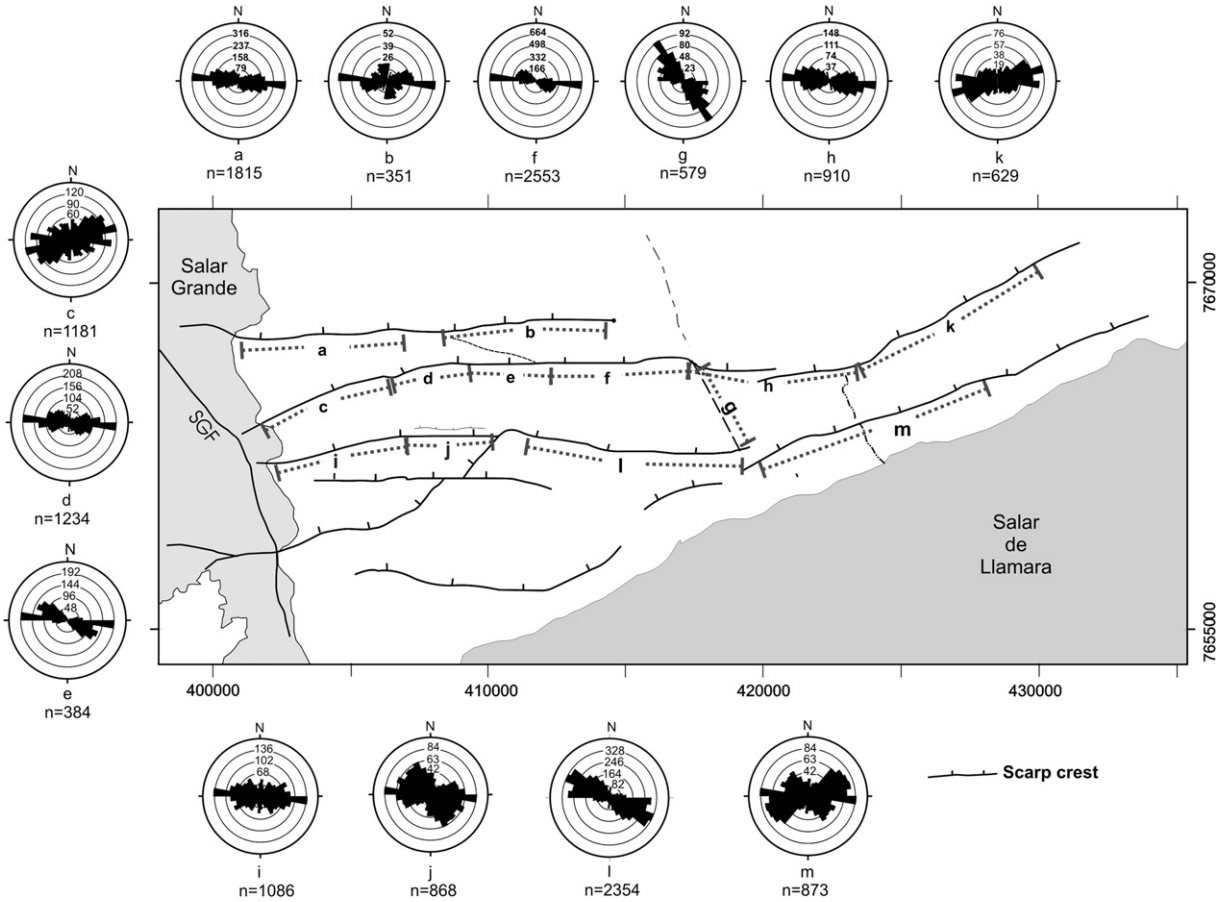 N
316
237
158
79
a
n=1815
N
52
39
26
b
n=351
N
664
498
332
166
f
n=2553
N
92
80
48
23
g
n=579
N
148
111
74
37
h
n=910
N
76
57
38
19
k
n=629
N
120
90
60
c
n=1181
N
208
156
104
52
d
n=1234
N
192
144
96
48
e
n=384
Salar
Grande
SGF
a
b
c
d
e
f
g
h
k
i
j
l
m
Salar
de
Llamara
7670000
7655000
400000
410000
420000
430000
N
136
102
68
i
n=1086
N
84
63
42
j
n=868
N
328
246
164
82
l
n=2354
N
84
63
42
m
n=873
Scarp crest